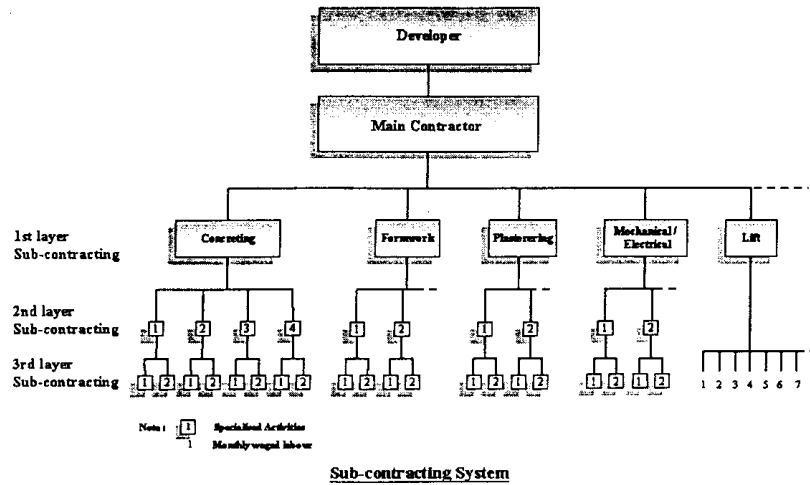 Developer
Main Contractor
1st layer
Sub-contracting
Concreting
Formwork
Plastering
Mechanical /
Electrical
Lift
2nd layer
Sub-contracting
1 2 3 4 1 2 1 2 1 2
3rd layer
Sub-contracting
1 2 1 2 1 2 1 2 1 2 1 2 1 2 1 2 1 2 1 2 1 2 3 4 5 6 7
Note : 1 Specialised Activities
1 Monthly waged labour
Sub-contracting System